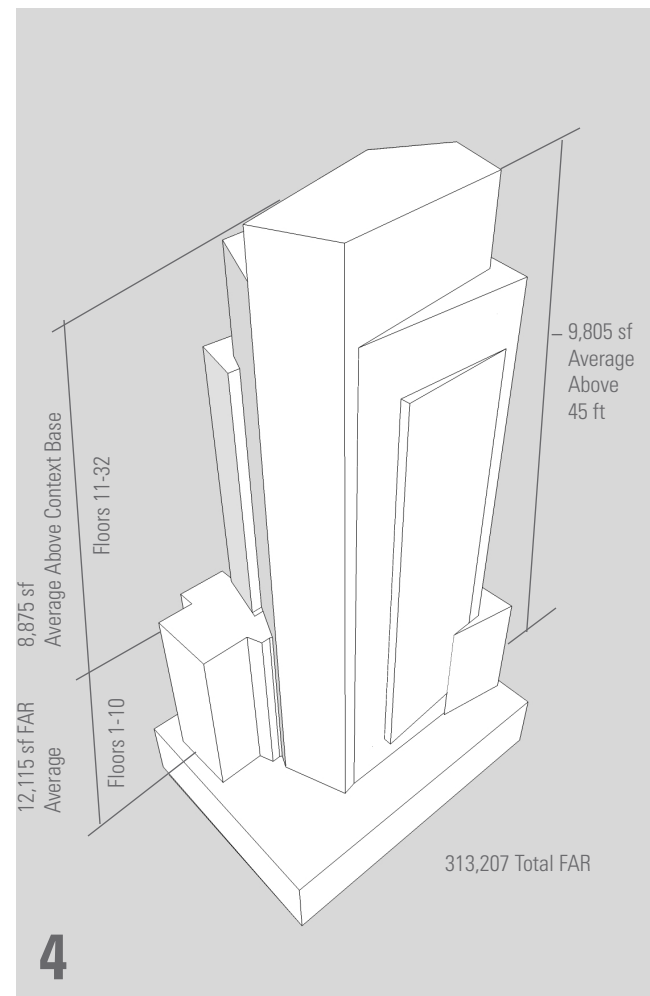 8,875 sf
Average Above Context Base
Floors 11-32
12,115 sf FAR
Average
Floors 1-10
9,805 sf
Average
Above
45 ft
313,207 Total FAR
4